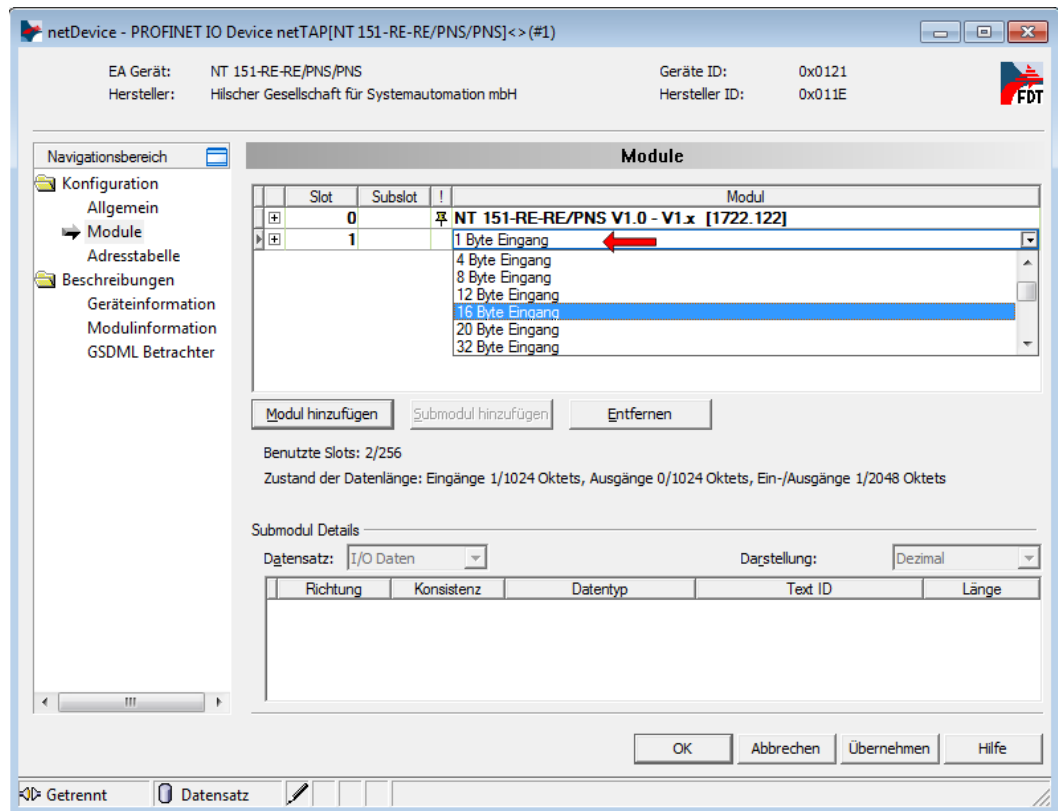 netDevice - PROFINET IO Device netTAP[NT 151-RE-RE/PNS/PNS]<>(#1)
EA Gerät: NT 151-RE-RE/PNS/PNS Geräte ID: 0x0121
Hersteller: Hilscher Gesellschaft für Systemautomation mbH Hersteller ID: 0x011E
FDT
Navigationsbereich
Konfiguration
Allgemein
Module
Adresstabelle
Beschreibungen
Geräteinformation
Modulinformation
GSDML Betrachter
Module
Slot Subslot ! Modul
0 NT 151-RE-RE/PNS V1.0 - V1.x [1722.122]
1 1 Byte Eingang
4 Byte Eingang
8 Byte Eingang
12 Byte Eingang
16 Byte Eingang
20 Byte Eingang
32 Byte Eingang
Modul hinzufügen Submodul hinzufügen Entfernen
Benutzte Slots: 2/256
Zustand der Datenlänge: Eingänge 1/1024 Oktets, Ausgänge 0/1024 Oktets, Ein-/Ausgänge 1/2048 Oktets
Submodul Details
Datensatz: I/O Daten Darstellung: Dezimal
Richtung Konsistenz Datentyp Text ID Länge
OK Abbrechen Übernehmen Hilfe
Getrennt Datensatz